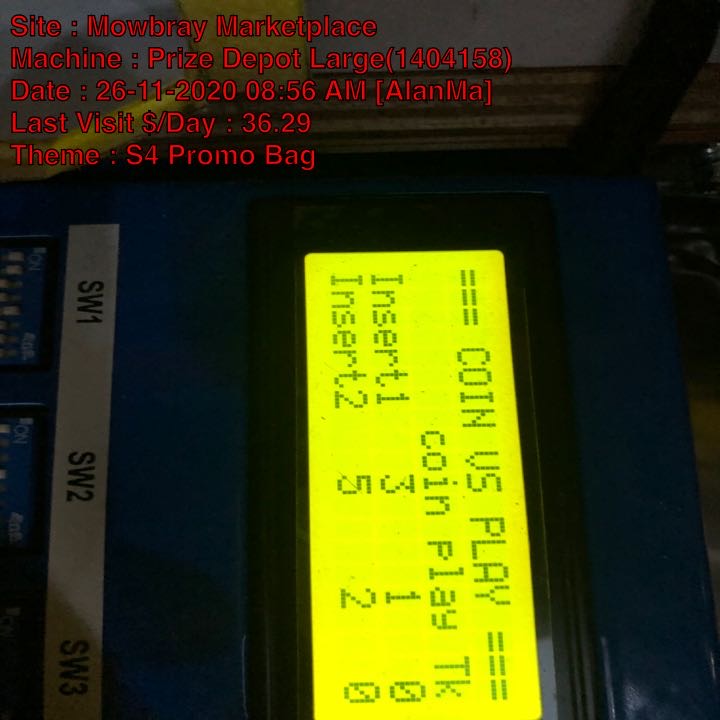 Site : Mowbray Marketplace
Machine : Prize Depot Large(1404158)
Date : 26-11-2020 08:56 AM [AlanMa]
Last Visit $/Day : 36.29
Theme : S4 Promo Bag
=== COIN VS PLAY ===
coin Play Tk
Insert1 3 1 0
Insert2 5 2 0
SW1
ON
SW2
ON
SW3